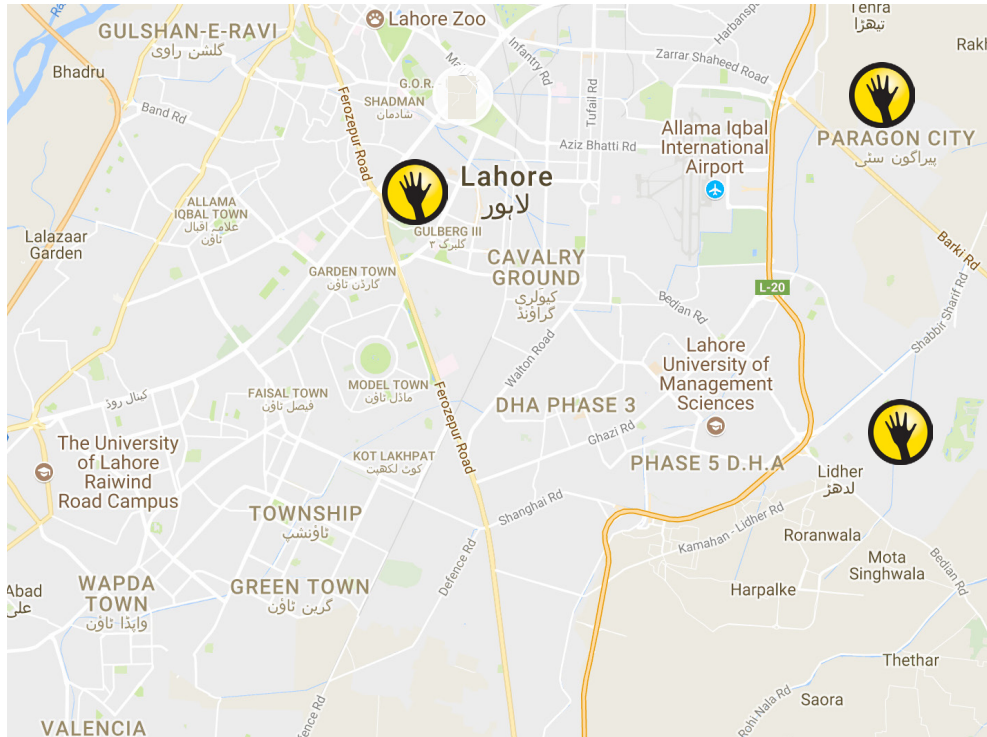 Tehra
تیھڑا
Lahore Zoo
GULSHAN-E-RAVI
گلشن راوی
Infantry Rd
Zarrar Shaheed Road
Bhadru
G.O.R.
SHADMAN
شادمان
Ferozepur Road
Tufail Rd
Band Rd
Allama Iqbal
International
Airport
PARAGON CITY
پیراگون سٹی
Aziz Bhatti Rd
Lahore
لاہور
ALLAMA
IQBAL TOWN
علامہ اقبال
ٹاؤن
GULBERG III
گلبرگ ۳
Lalazaar
Garden
Barki Rd
CAVALRY
GROUND
کیولری
گراؤنڈ
GARDEN TOWN
گارڈن ٹاؤن
L-20
Bedian Rd
Shabbir Sharif Rd
Walton Road
Lahore
University of
Management
Sciences
MODEL TOWN
ماڈل ٹاؤن
FAISAL TOWN
فیصل ٹاؤن
کینال روڈ
Ferozepur Road
DHA PHASE 3
Ghazi Rd
The University
of Lahore
Raiwind
Road Campus
KOT LAKHPAT
کوٹ لکھپت
PHASE 5 D.H.A
Lidher
لدھڑ
TOWNSHIP
ٹاؤنشپ
Shanghai Rd
Kamahan - Lidher Rd
Roranwala
Mota
Singhwala
Defence Rd
Bedian Rd
Abad
علی
WAPDA
TOWN
واپڈا ٹاؤن
GREEN TOWN
گرین ٹاؤن
Harpalke
Thethar
Saora
Rohi Nala Rd
VALENCIA